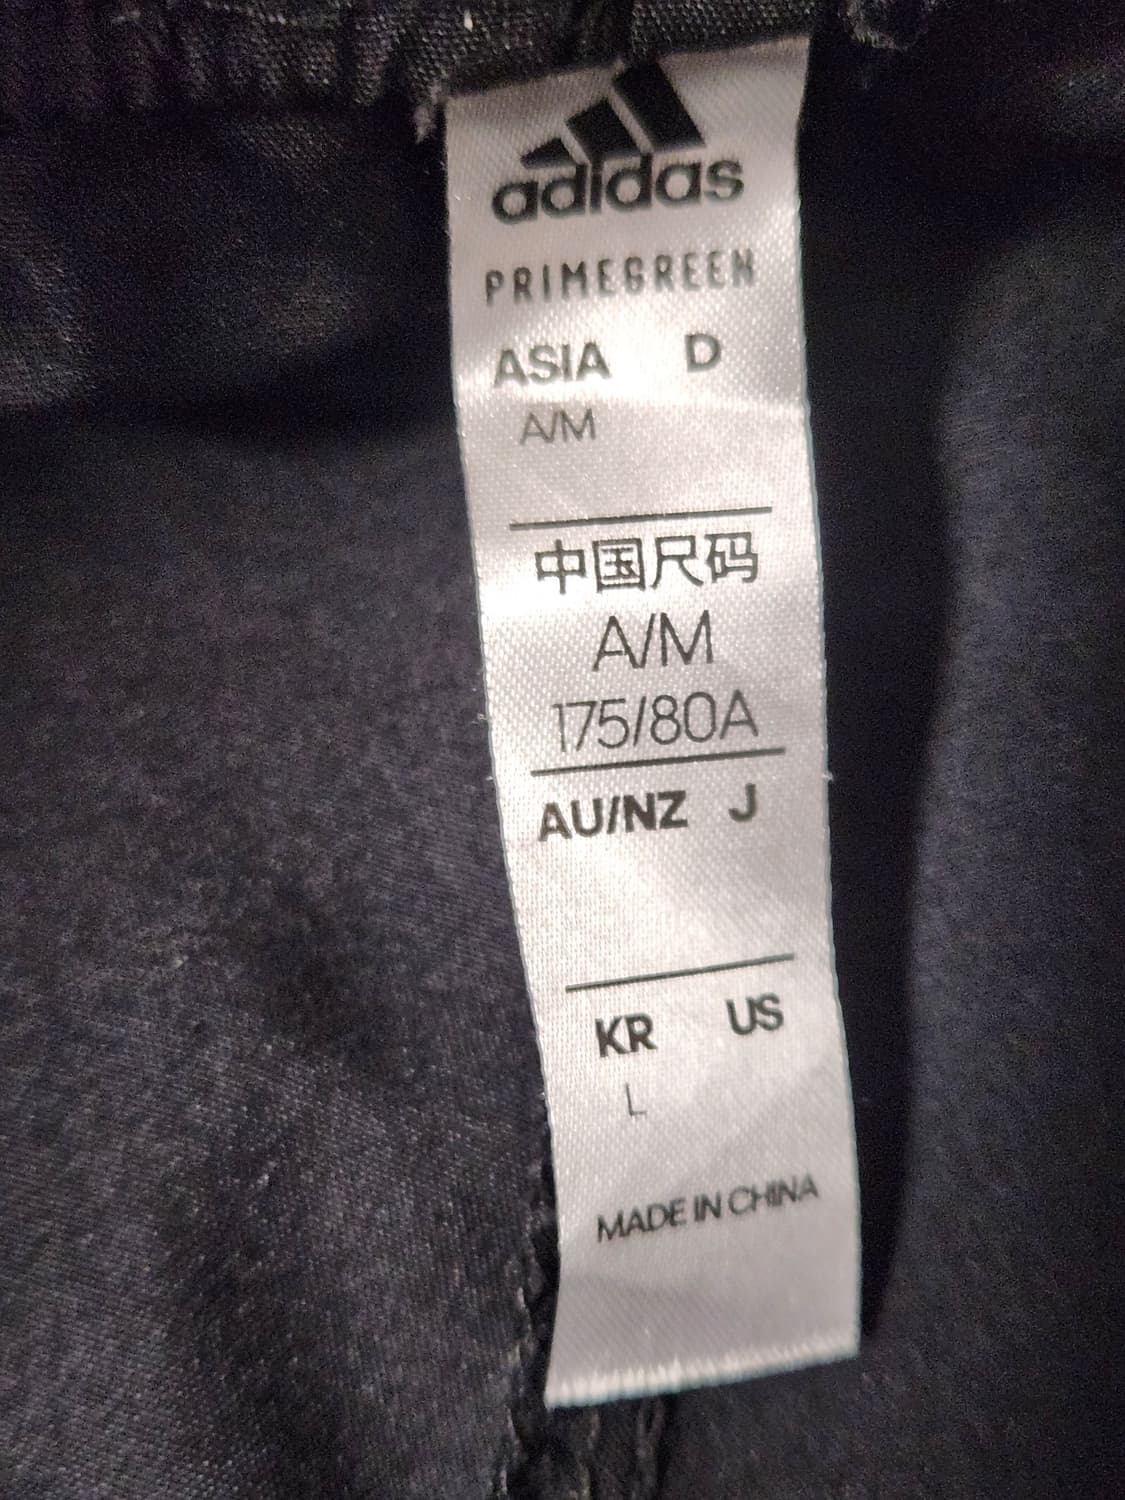 adidas
PRIMEGREEN
ASIA D
A/M
中国尺码
A/M
175/80A
AU/NZ J
KR US
L
MADE IN CHINA